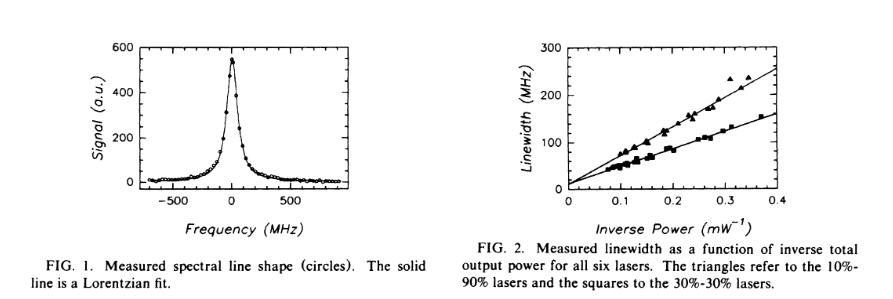 600
400
200
0
Signal (a.u.)
-500
0
500
Frequency (MHz)
FIG. 1. Measured spectral line shape (circles). The solid
line is a Lorentzian fit.
300
200
100
0
Linewidth (MHz)
0
0.1
0.2
0.3
0.4
Inverse Power (mW⁻¹)
FIG. 2. Measured linewidth as a function of inverse total
output power for all six lasers. The triangles refer to the 10%-
90% lasers and the squares to the 30%-30% lasers.